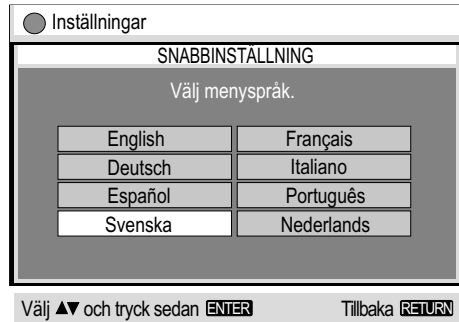 Inställningar
SNABBINSTÄLLNING
Välj menyspråk.
English Français
Deutsch Italiano
Español Português
Svenska Nederlands
Välj ▲▼ och tryck sedan ENTER Tillbaka RETURN